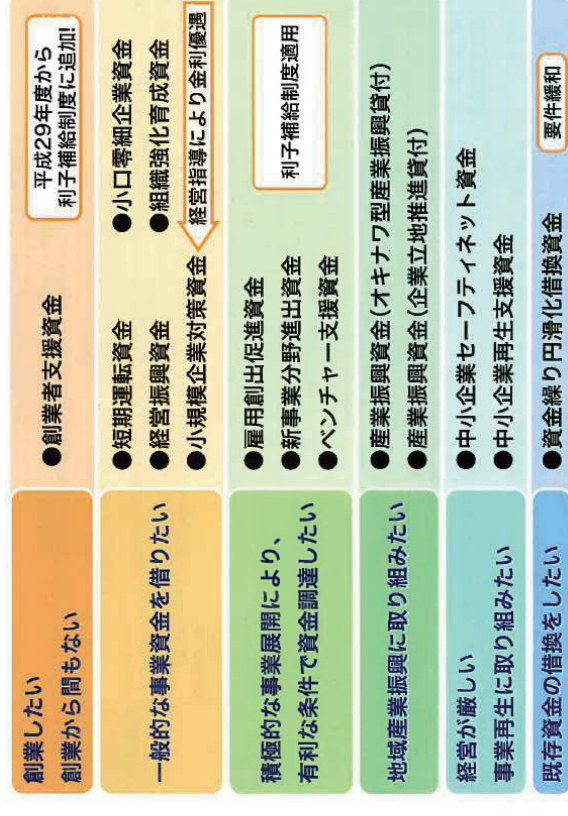 創業したい
創業から間もない
●創業者支援資金
平成29年度から
利子補給制度に追加!
一般的な事業資金を借りたい
●短期運転資金
●経営振興資金
●小規模企業対策資金
●小口零細企業資金
●組織強化育成資金
経営指導により金利優遇
積極的な事業展開により、
有利な条件で資金調達したい
●雇用創出促進資金
●新事業分野進出資金
●ベンチャー支援資金
利子補給制度適用
地域産業振興に取り組みたい
●産業振興資金(オキナワ型産業振興貸付)
●産業振興資金(企業立地推進貸付)
経営が厳しい
事業再生に取り組みたい
●中小企業セーフティネット資金
●中小企業再生支援資金
既存資金の借換をしたい
●資金繰り円滑化借換資金
要件緩和